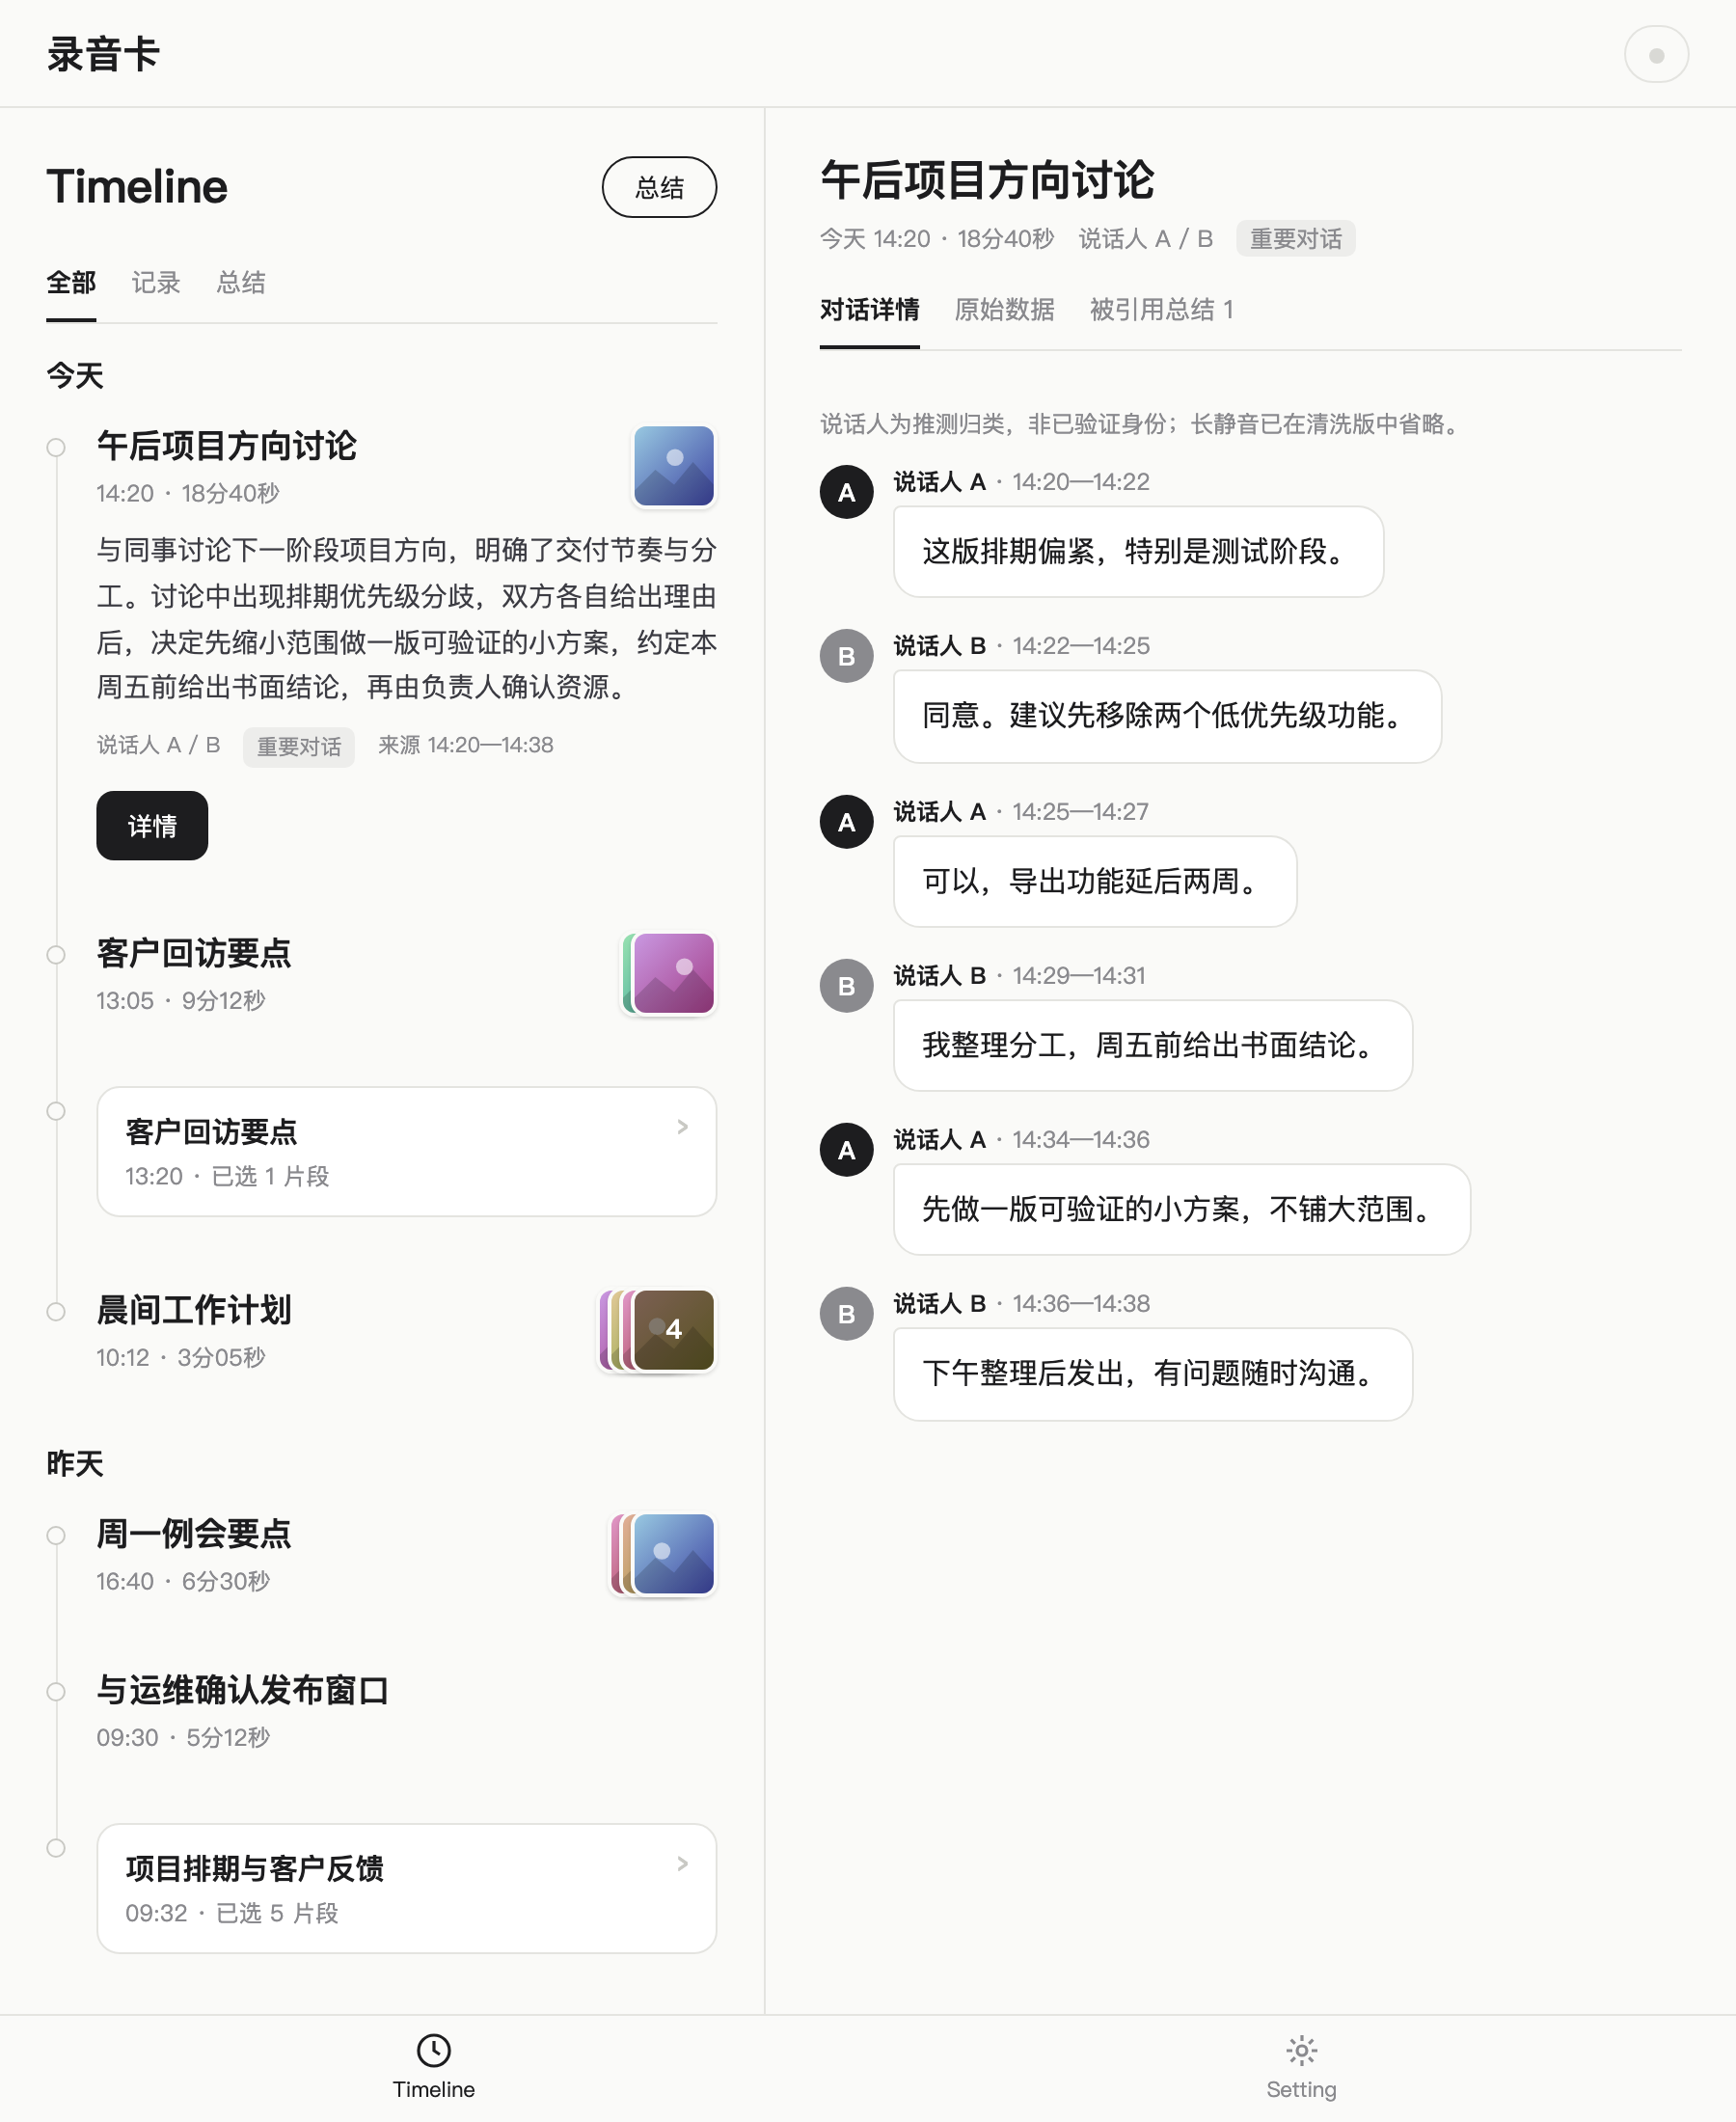 录音卡
Timeline
总结
全部
记录
总结
今天
午后项目方向讨论
14:20 · 18分40秒
与同事讨论下一阶段项目方向，明确了交付节奏与分
工。讨论中出现排期优先级分歧，双方各自给出理由
后，决定先缩小范围做一版可验证的小方案，约定本
周五前给出书面结论，再由负责人确认资源。
说话人 A / B
重要对话
来源 14:20—14:38
详情
客户回访要点
13:05 · 9分12秒
客户回访要点
13:20 · 已选 1 片段
晨间工作计划
10:12 · 3分05秒
4
昨天
周一例会要点
16:40 · 6分30秒
与运维确认发布窗口
09:30 · 5分12秒
项目排期与客户反馈
09:32 · 已选 5 片段
午后项目方向讨论
今天 14:20 · 18分40秒
说话人 A / B
重要对话
对话详情
原始数据
被引用总结 1
说话人为推测归类，非已验证身份；长静音已在清洗版中省略。
A
说话人 A · 14:20—14:22
这版排期偏紧，特别是测试阶段。
B
说话人 B · 14:22—14:25
同意。建议先移除两个低优先级功能。
A
说话人 A · 14:25—14:27
可以，导出功能延后两周。
B
说话人 B · 14:29—14:31
我整理分工，周五前给出书面结论。
A
说话人 A · 14:34—14:36
先做一版可验证的小方案，不铺大范围。
B
说话人 B · 14:36—14:38
下午整理后发出，有问题随时沟通。
Timeline
Setting